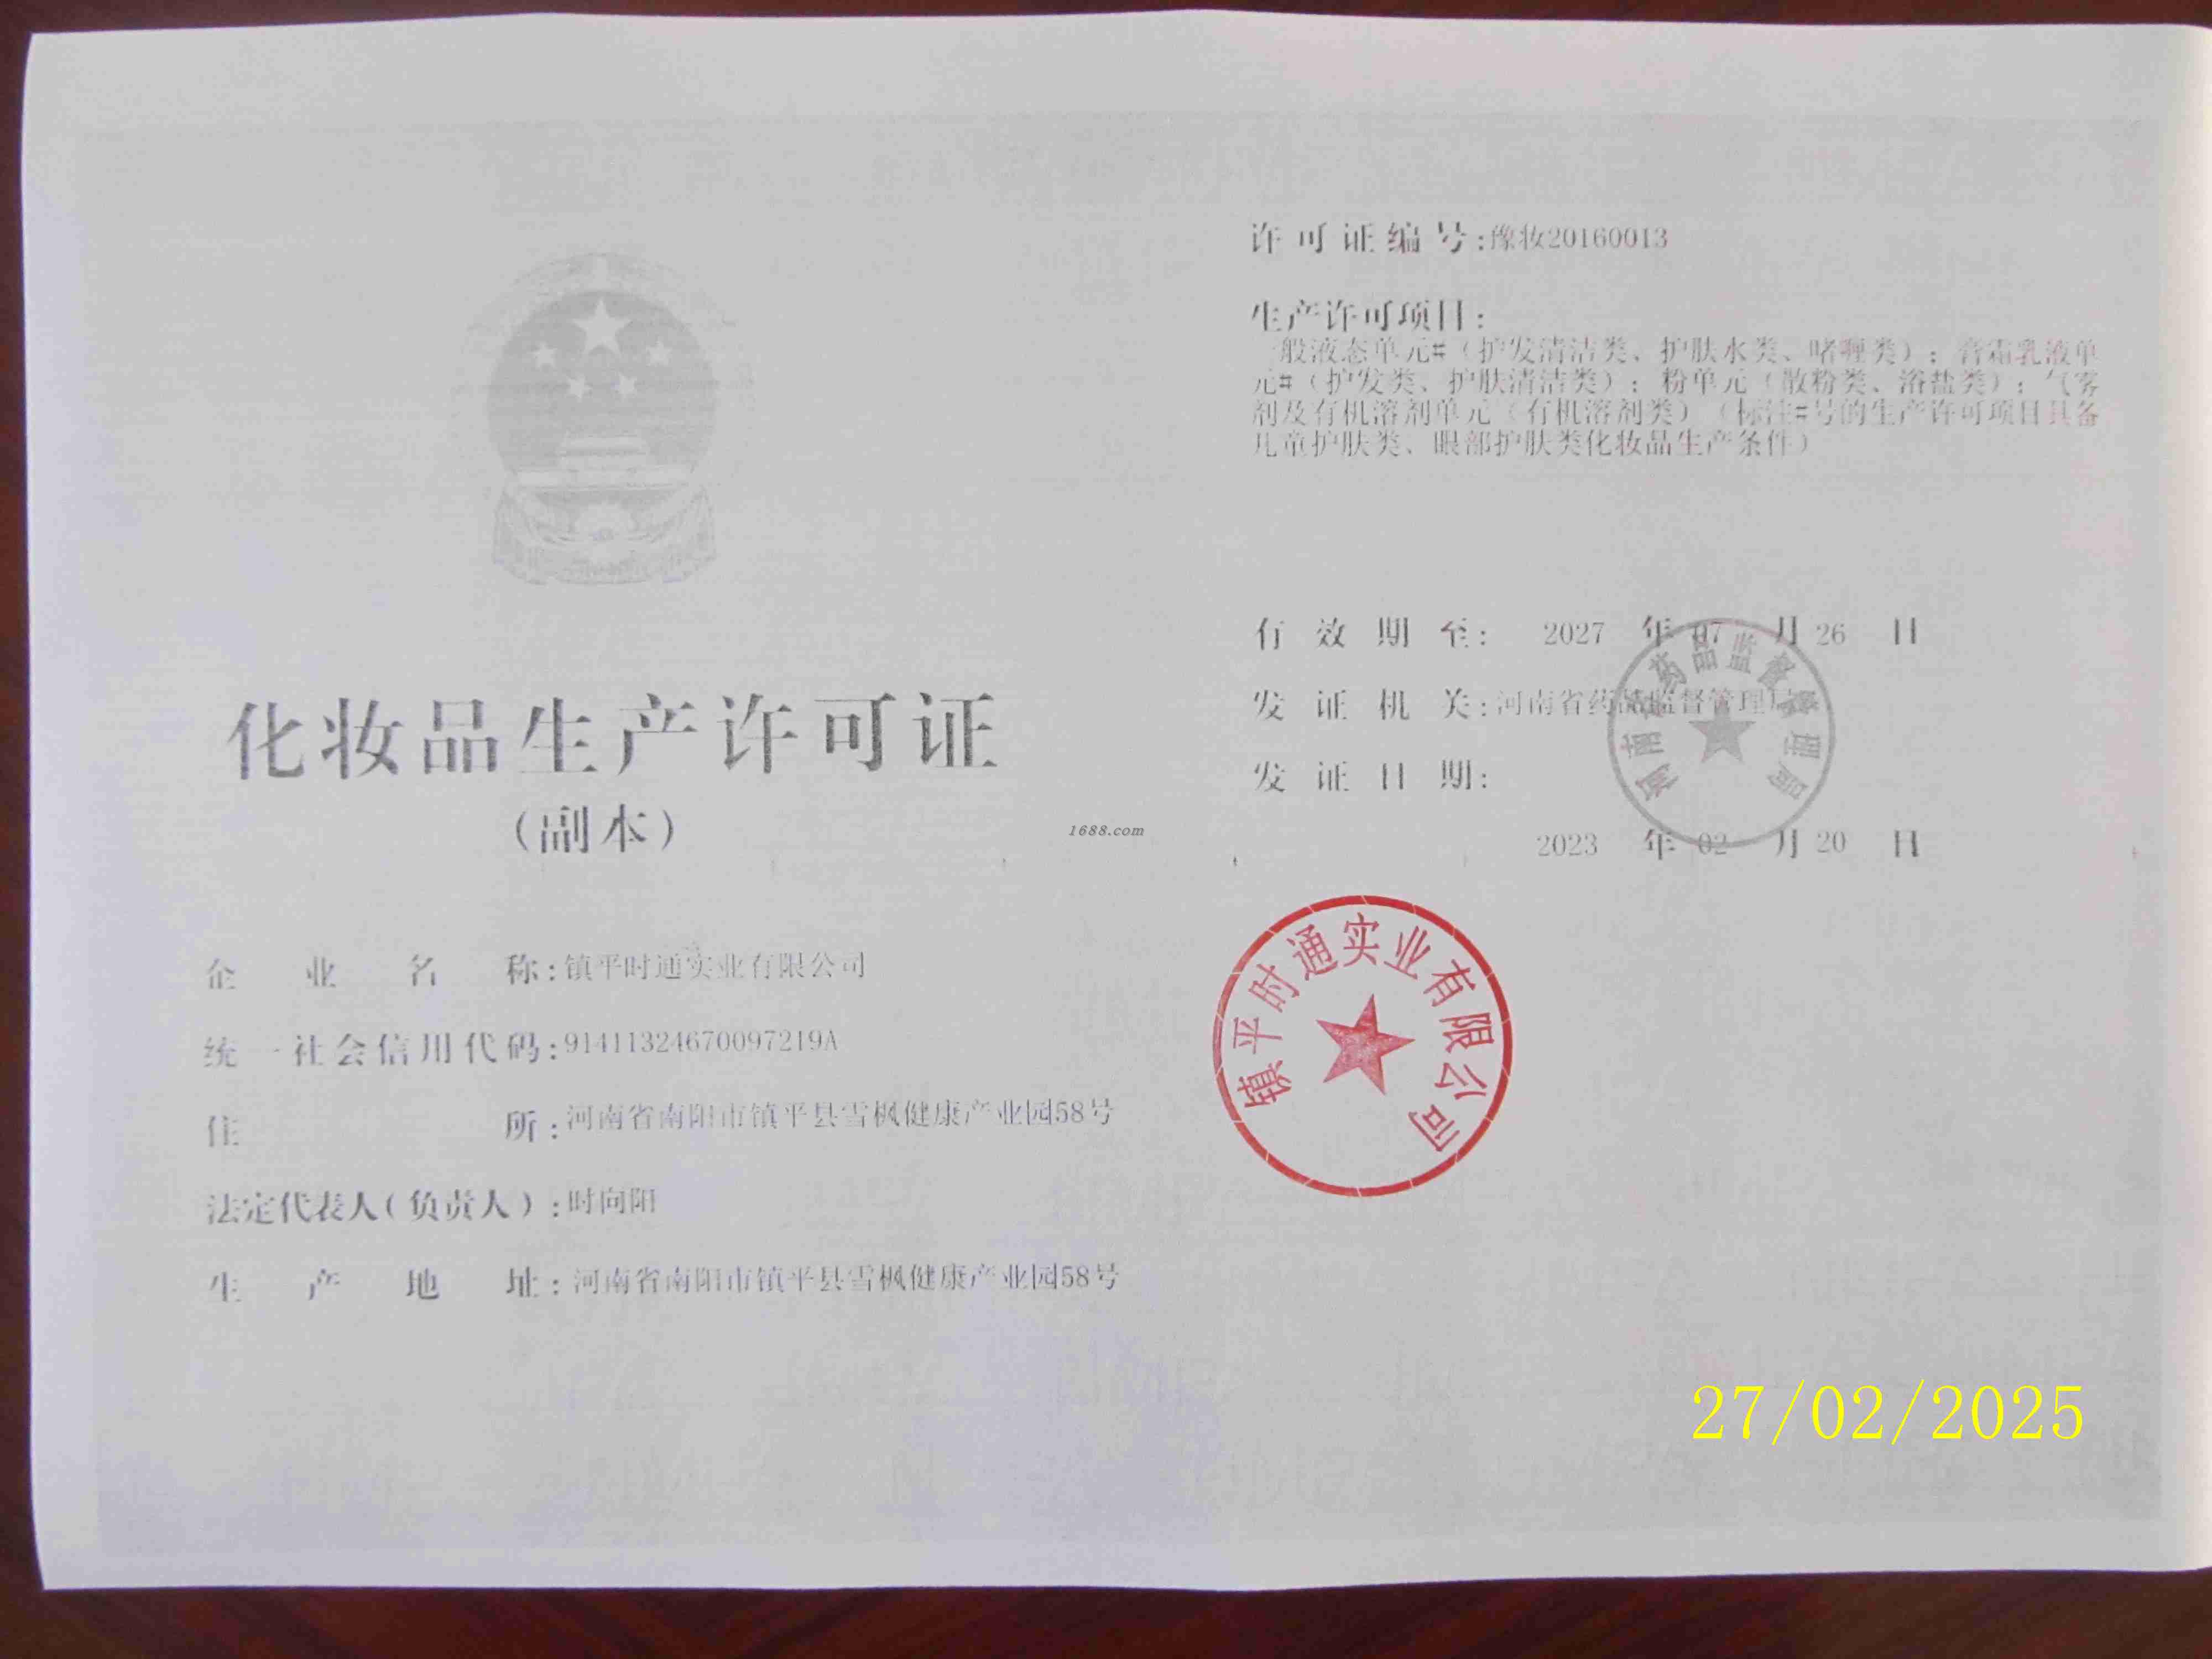 化妆品生产许可证
(副本)
企业名称:镇平时通实业有限公司
统一社会信用代码:91411324670097219A
住所:河南省南阳市镇平县雪枫健康产业园58号
法定代表人(负责人):时向阳
生产地址:河南省南阳市镇平县雪枫健康产业园58号
1688.com
许可证编号:豫妆20160013
生产许可项目:
一般液态单元#(护发清洁类、护肤水类、啫喱类);膏霜乳液单
元#(护发类、护肤清洁类);粉单元(散粉类、浴盐类);气雾
剂及有机溶剂单元(有机溶剂类)(标注#号的生产许可项目具备
儿童护肤类、眼部护肤类化妆品生产条件)
有效期至: 2027 年 07 月 26 日
发证机关:河南省药品监督管理局
发证日期:
2023 年 02 月 20 日
河南省药品监督管理局
镇平时通实业有限公司
27/02/2025